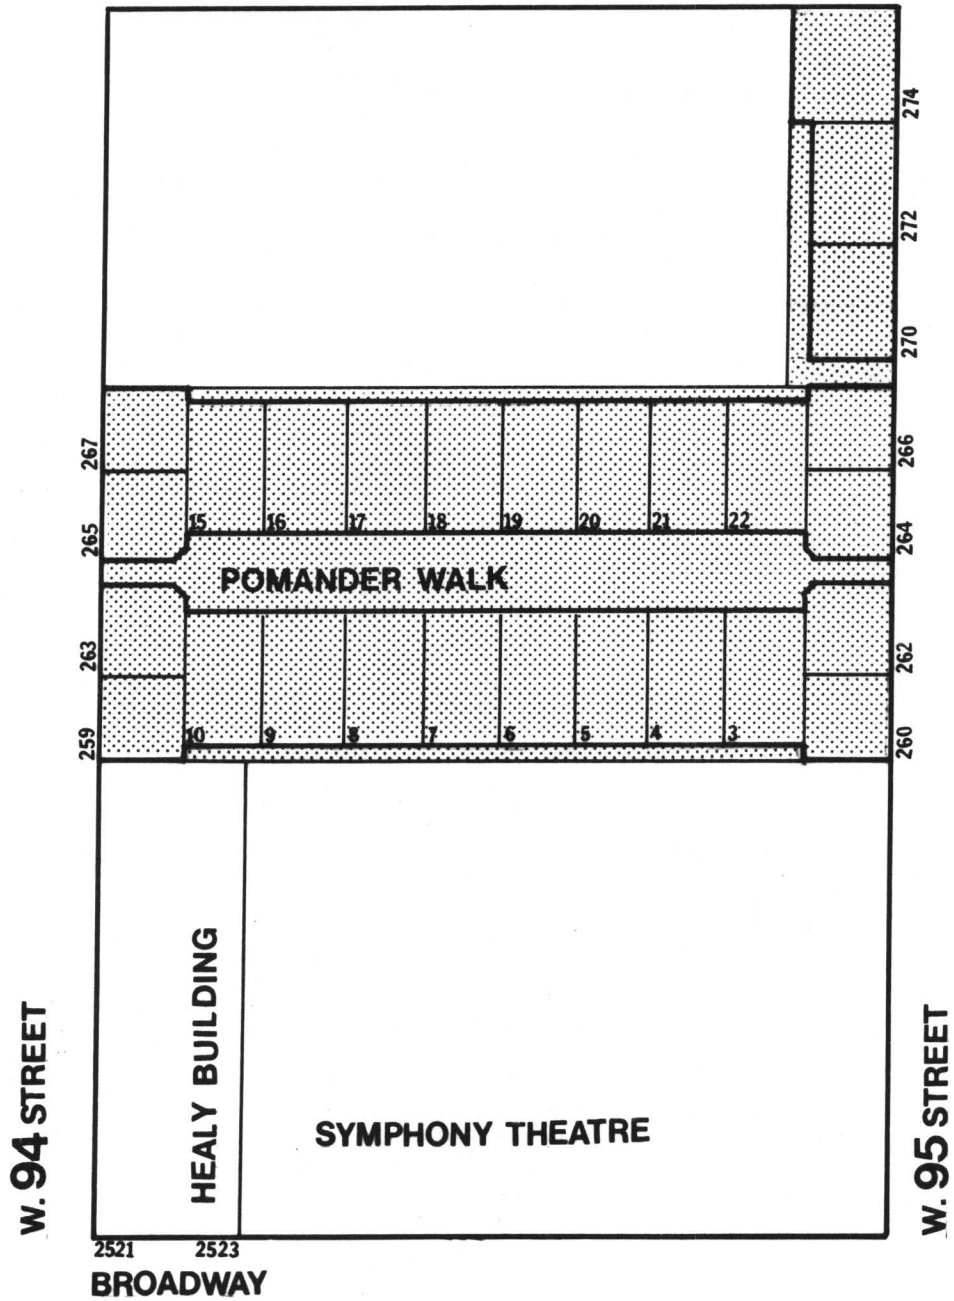 274
272
270
267
266
265
15 16 17 18 19 20 21 22
264
POMANDER WALK
263
262
259
10 9 8 7 6 5 4 3
260
HEALY BUILDING
SYMPHONY THEATRE
W. 94 STREET
W. 95 STREET
2521 2523
BROADWAY